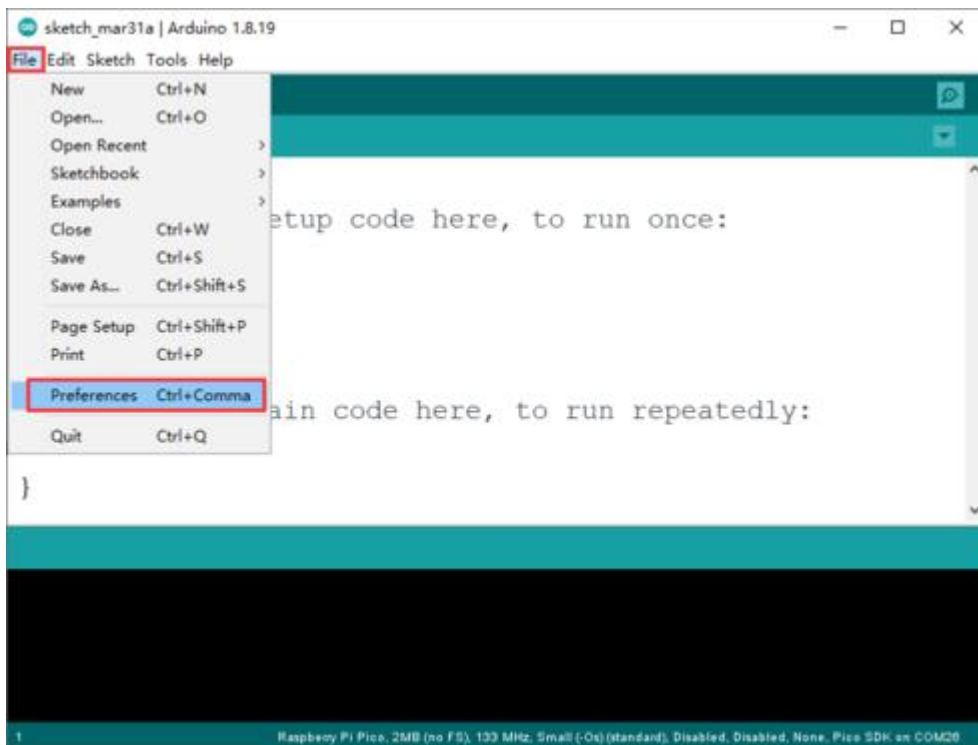 sketch_mar31a | Arduino 1.8.19
File Edit Sketch Tools Help
New Ctrl+N
Open... Ctrl+O
Open Recent
Sketchbook
Examples
Close Ctrl+W
Save Ctrl+S
Save As... Ctrl+Shift+S
Page Setup Ctrl+Shift+P
Print Ctrl+P
Preferences Ctrl+Comma
Quit Ctrl+Q
etup code here, to run once:
ain code here, to run repeatedly:
}
1 Raspberry Pi Pico, 2MB (no FS), 133 MHz, Small (-Os) (standard), Disabled, Disabled, None, Pico SDK on COM26